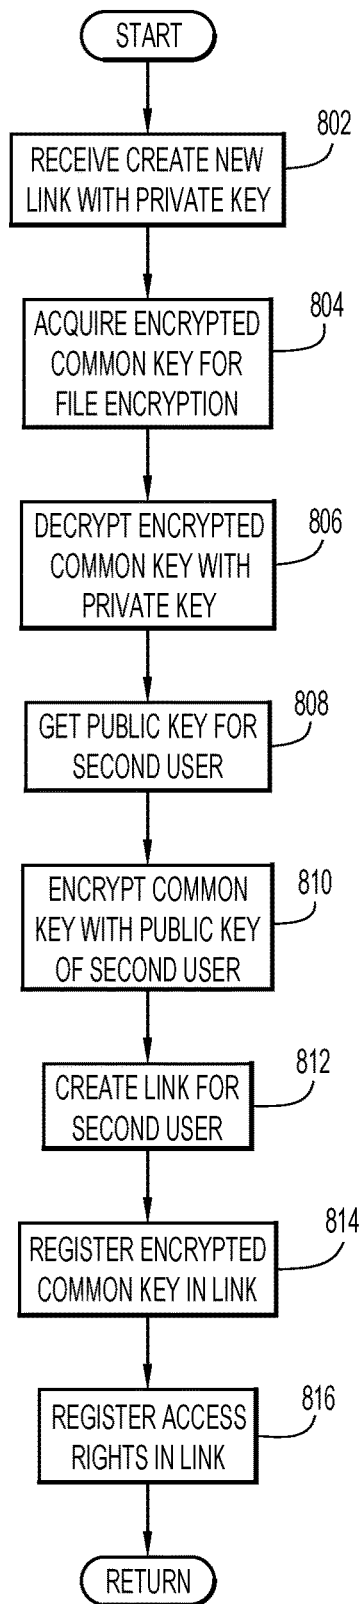 START
802
RECEIVE CREATE NEW
LINK WITH PRIVATE KEY
804
ACQUIRE ENCRYPTED
COMMON KEY FOR
FILE ENCRYPTION
806
DECRYPT ENCRYPTED
COMMON KEY WITH
PRIVATE KEY
808
GET PUBLIC KEY FOR
SECOND USER
810
ENCRYPT COMMON
KEY WITH PUBLIC KEY
OF SECOND USER
812
CREATE LINK FOR
SECOND USER
814
REGISTER ENCRYPTED
COMMON KEY IN LINK
816
REGISTER ACCESS
RIGHTS IN LINK
RETURN